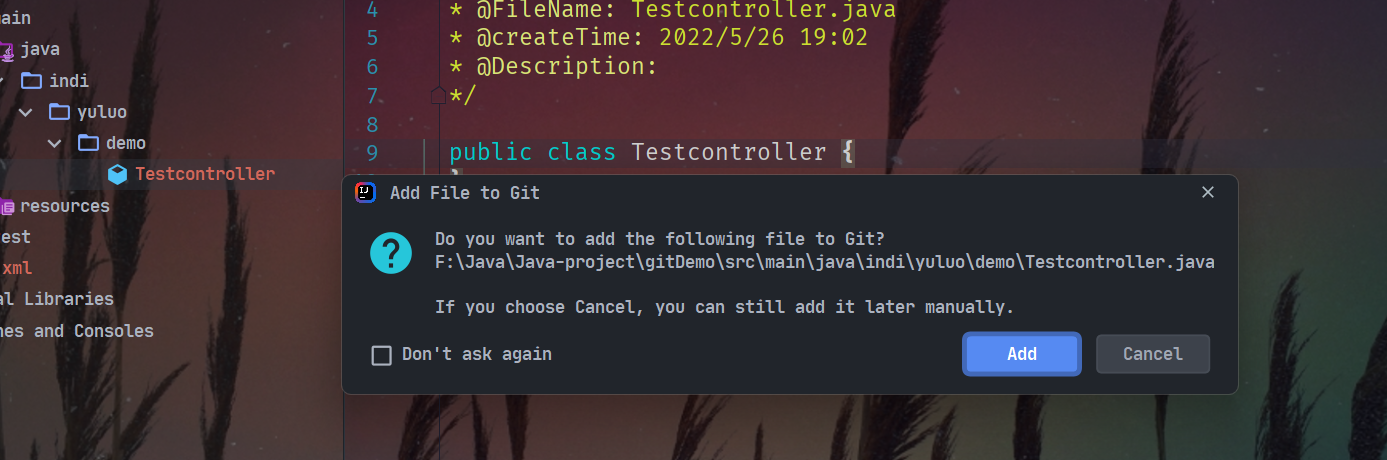 ain
java
indi
yuluo
demo
Testcontroller
resources
est
xml
al Libraries
nes and Consoles
4 * @FileName: Testcontroller.java
5 * @createTime: 2022/5/26 19:02
6 * @Description:
7 */
8
9 public class Testcontroller {
}
IJ Add File to Git
Do you want to add the following file to Git?
F:\Java\Java-project\gitDemo\src\main\java\indi\yuluo\demo\Testcontroller.java
If you choose Cancel, you can still add it later manually.
Don't ask again
Add Cancel